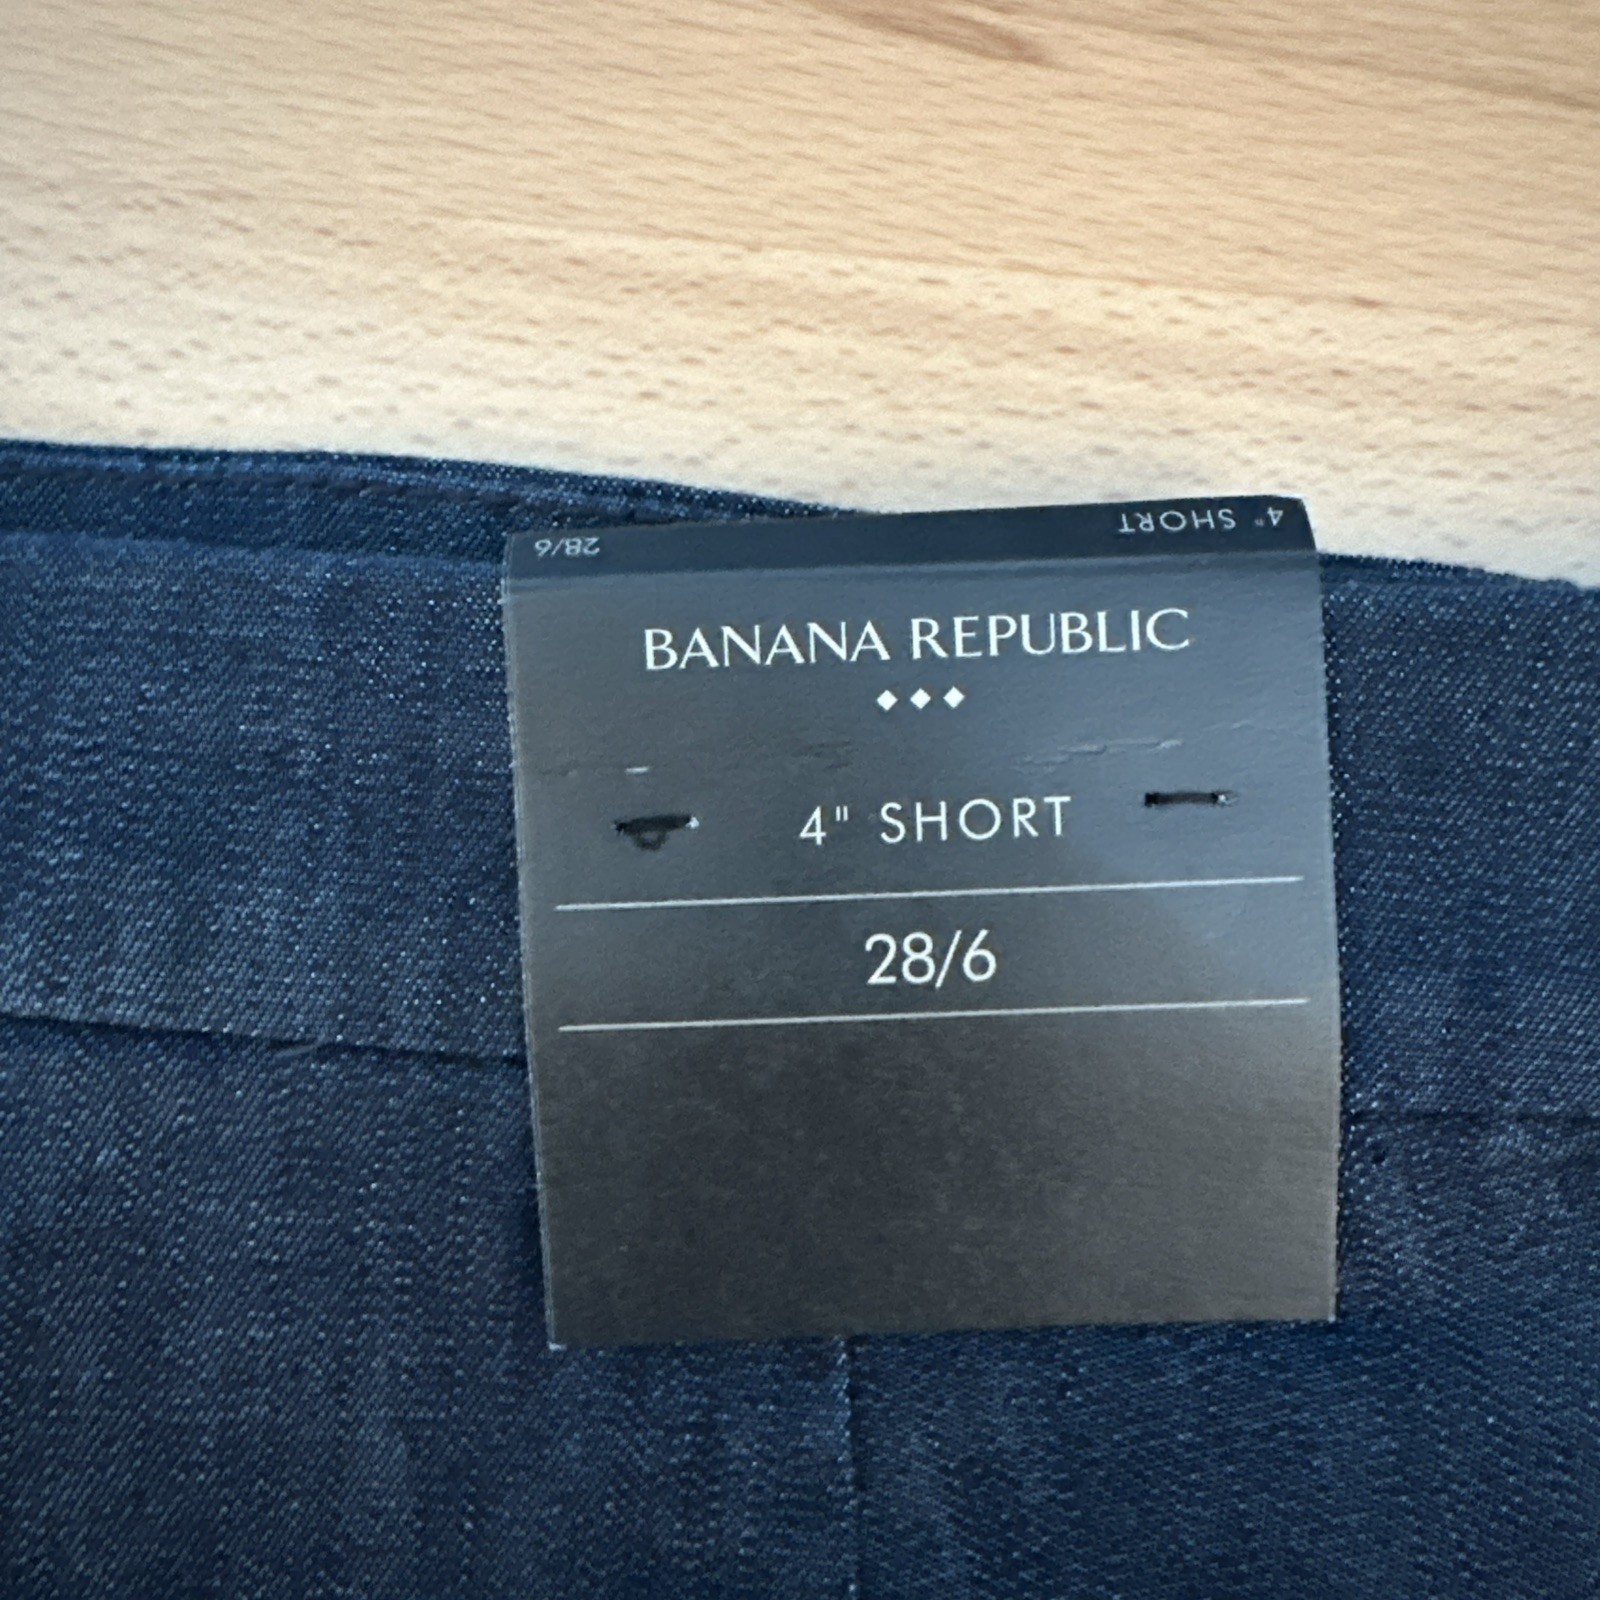 28/6 4" SHORT
BANANA REPUBLIC
4" SHORT
28/6